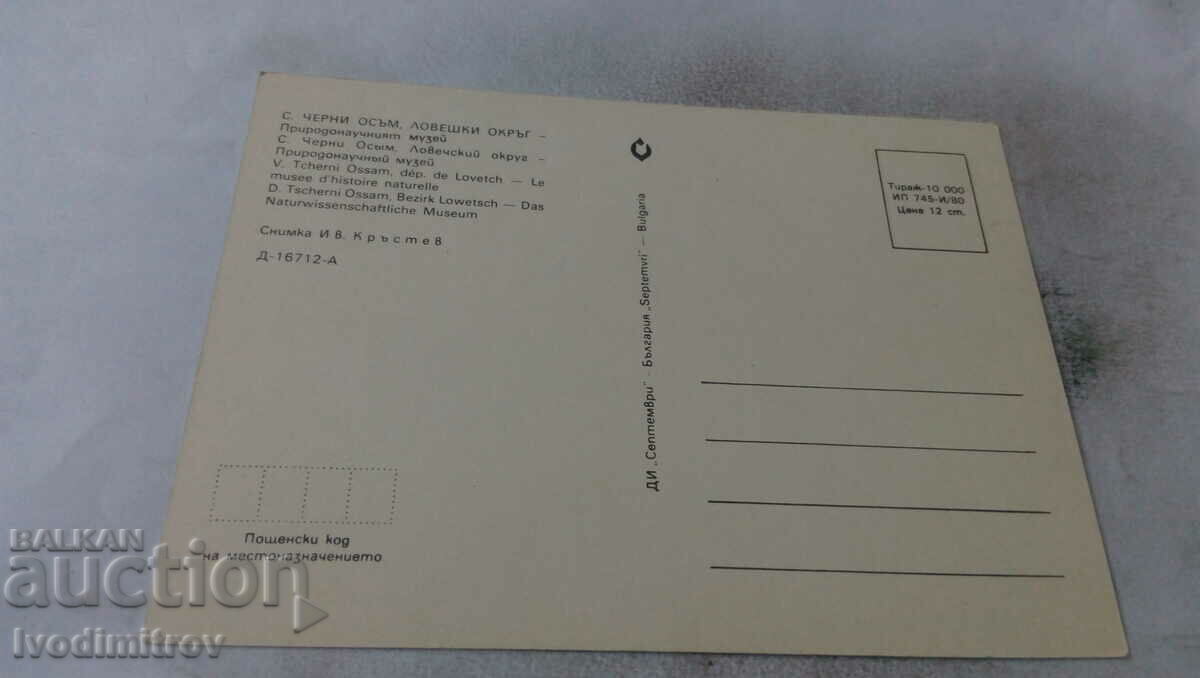 С. ЧЕРНИ ОСЪМ, ЛОВЕШКИ ОКРЪГ –
Природонаучният музей
С. Черни Осым, Ловечский округ –
Природонаучный музей
V. Tcherni Ossam, dép. de Lovetch — Le
musee d'histoire naturelle
D. Tscherni Ossam, Bezirk Lowetsch — Das
Naturwissenschaftliche Museum
Снимка Ив. Кръстев
Д-16712-А
Пощенски код
на местоназначението
ДИ „Септември" - България „Septemvri" — Bulgaria
Тираж-10 000
ИП 745-И/80
Цена 12 ст.
BALKAN
auction
Ivodimitrov